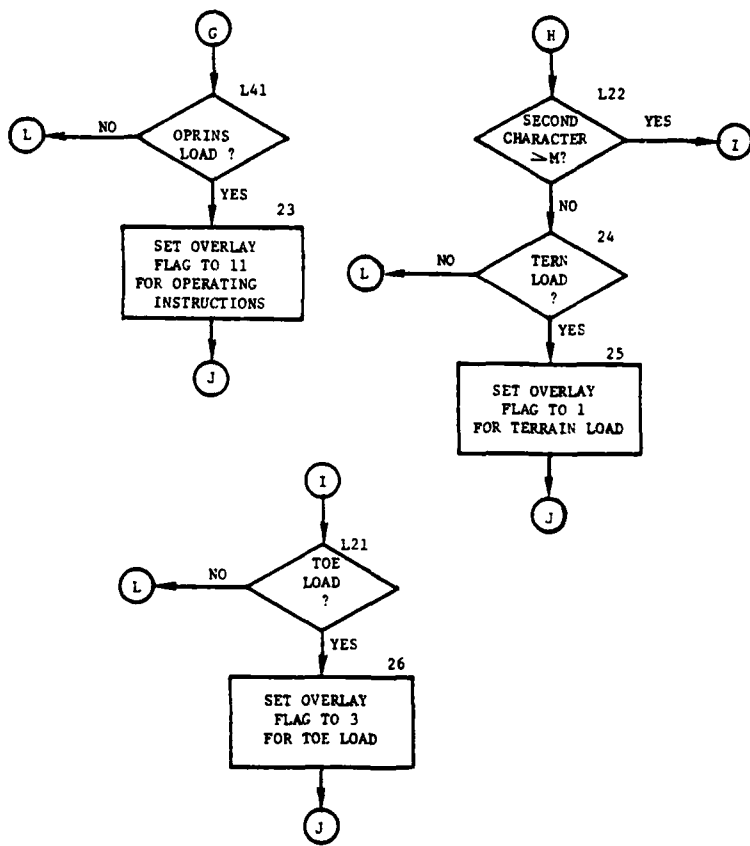 G
L41
OPRINS
LOAD ?
NO
L
YES
23
SET OVERLAY
FLAG TO 11
FOR OPERATING
INSTRUCTIONS
J
H
L22
SECOND
CHARACTER
≥M?
YES
I
NO
24
TERN
LOAD
?
NO
L
YES
25
SET OVERLAY
FLAG TO 1
FOR TERRAIN LOAD
J
I
L21
TOE
LOAD
?
NO
L
YES
26
SET OVERLAY
FLAG TO 3
FOR TOE LOAD
J